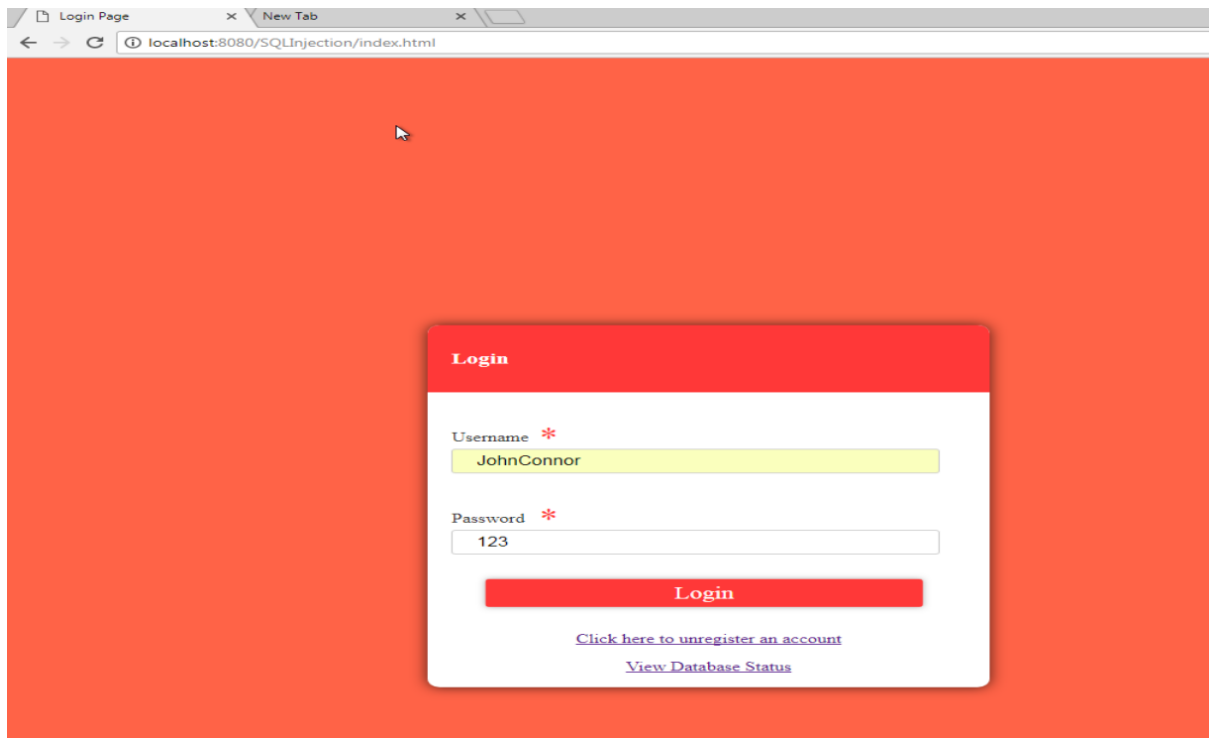 Login Page
New Tab
localhost:8080/SQLInjection/index.html
Login
Username *
JohnConnor
Password *
123
Login
Click here to unregister an account
View Database Status